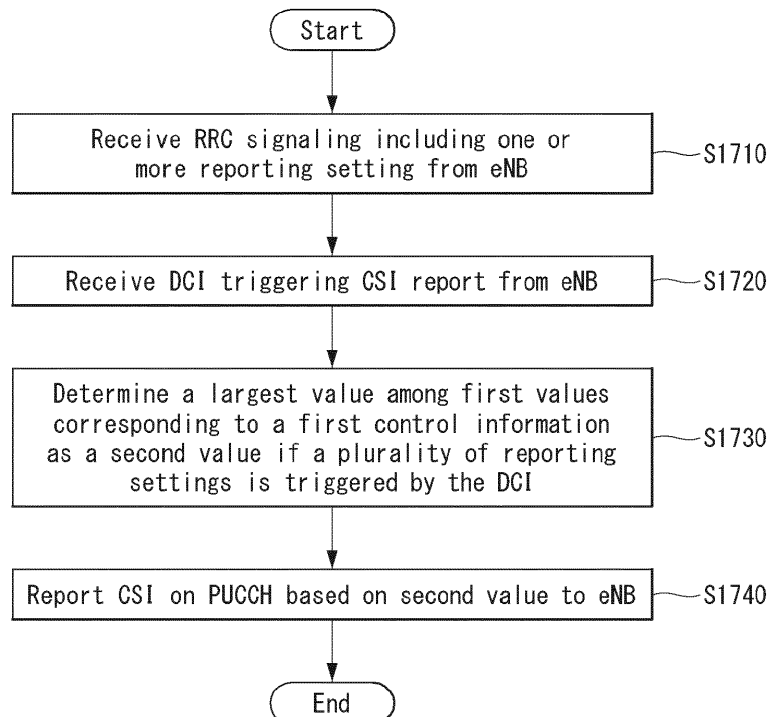 Start
Receive RRC signaling including one or
more reporting setting from eNB
S1710
Receive DCI triggering CSI report from eNB
S1720
Determine a largest value among first values
corresponding to a first control information
as a second value if a plurality of reporting
settings is triggered by the DCI
S1730
Report CSI on PUCCH based on second value to eNB
S1740
End